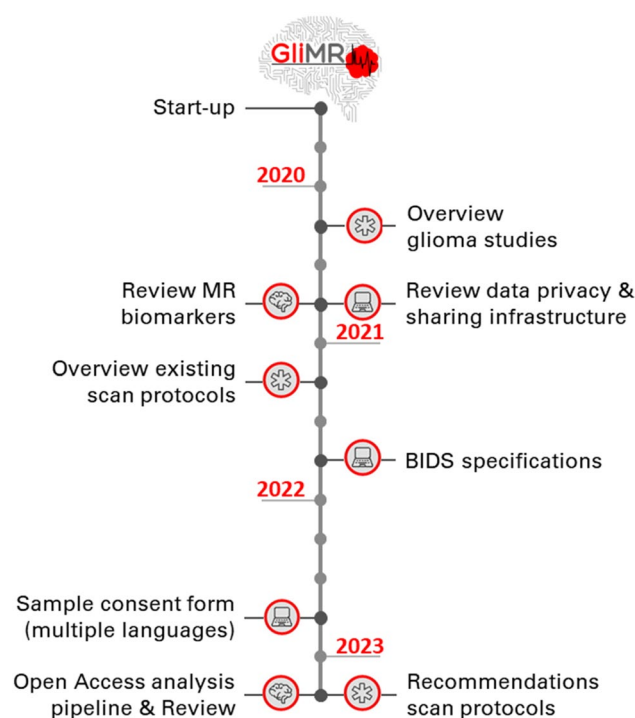 GliMR
Start-up
2020
Overview
glioma studies
Review MR
biomarkers
Review data privacy &
sharing infrastructure
2021
Overview existing
scan protocols
BIDS specifications
2022
Sample consent form
(multiple languages)
2023
Open Access analysis
pipeline & Review
Recommendations
scan protocols